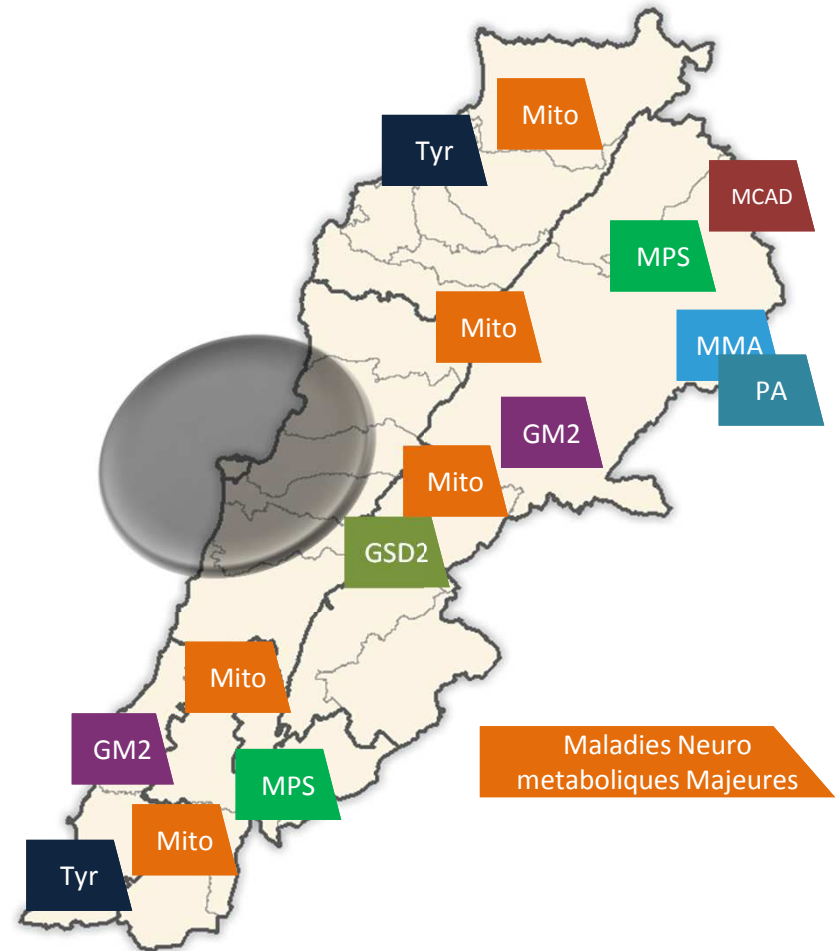 Mito
Tyr
MCAD
MPS
Mito
MMA
PA
GM2
Mito
GSD2
Mito
GM2
Maladies Neuro
metaboliques Majeures
MPS
Mito
Tyr